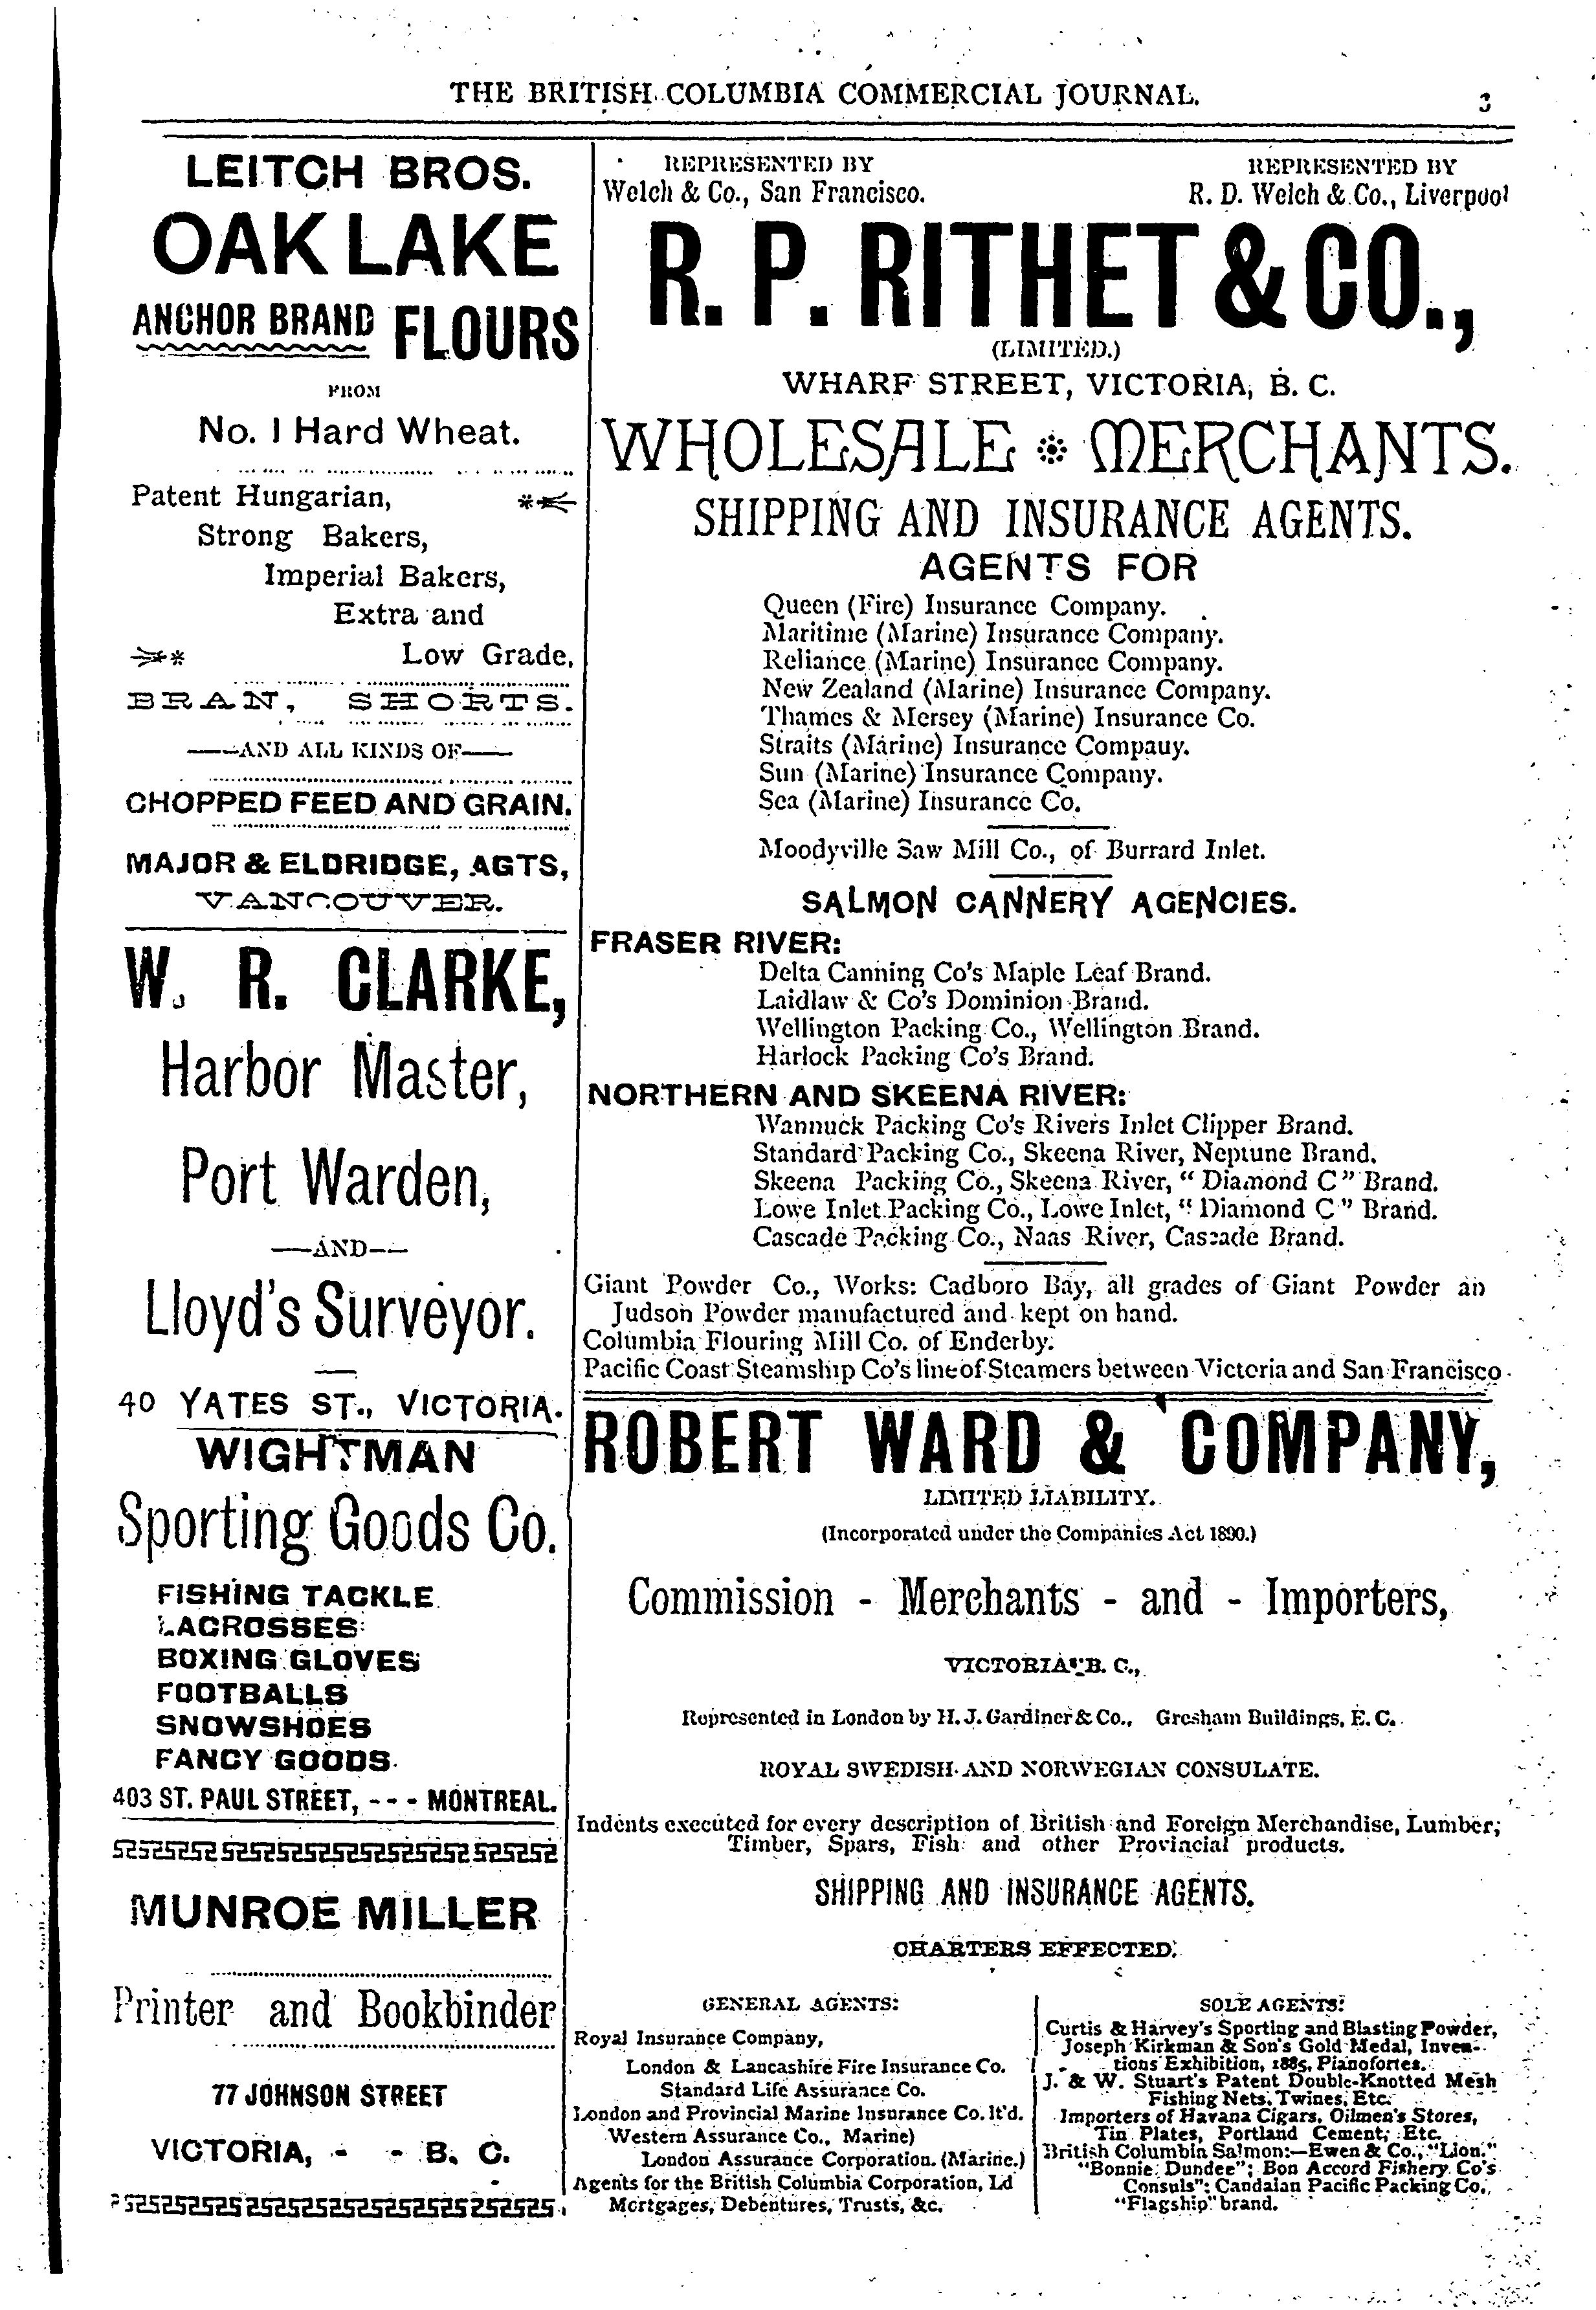 THE BRITISH COLUMBIA COMMERCIAL JOURNAL. 3
LEITCH BROS.
OAK LAKE
ANCHOR BRAND FLOURS
FROM
No. 1 Hard Wheat.
Patent Hungarian,
Strong Bakers,
Imperial Bakers,
Extra and
Low Grade,
BRAN, SHORTS.
—AND ALL KINDS OF—
CHOPPED FEED AND GRAIN.
MAJOR & ELDRIDGE, AGTS,
VANCOUVER.
W. R. CLARKE,
Harbor Master,
Port Warden,
—AND—
Lloyd's Surveyor.
40 YATES ST., VICTORIA.
WIGHTMAN
Sporting Goods Co.
FISHING TACKLE
LACROSSES
BOXING GLOVES
FOOTBALLS
SNOWSHOES
FANCY GOODS
403 ST. PAUL STREET, - - - MONTREAL.
MUNROE MILLER
Printer and Bookbinder
77 JOHNSON STREET
VICTORIA, - - B. C.
REPRESENTED BY
Welch & Co., San Francisco.
REPRESENTED BY
R. D. Welch & Co., Liverpool
R. P. RITHET & CO.,
(LIMITED.)
WHARF STREET, VICTORIA, B. C.
WHOLESALE MERCHANTS.
SHIPPING AND INSURANCE AGENTS.
AGENTS FOR
Queen (Fire) Insurance Company.
Maritime (Marine) Insurance Company.
Reliance (Marine) Insurance Company.
New Zealand (Marine) Insurance Company.
Thames & Mersey (Marine) Insurance Co.
Straits (Marine) Insurance Compauy.
Sun (Marine) Insurance Company.
Sea (Marine) Insurance Co.
Moodyville Saw Mill Co., of Burrard Inlet.
SALMON CANNERY AGENCIES.
FRASER RIVER:
Delta Canning Co's Maple Leaf Brand.
Laidlaw & Co's Dominion Brand.
Wellington Packing Co., Wellington Brand.
Harlock Packing Co's Brand.
NORTHERN AND SKEENA RIVER:
Wannuck Packing Co's Rivers Inlet Clipper Brand.
Standard Packing Co., Skeena River, Neptune Brand.
Skeena Packing Co., Skeena River, "Diamond C" Brand.
Lowe Inlet Packing Co., Lowe Inlet, "Diamond C" Brand.
Cascade Packing Co., Naas River, Cascade Brand.
Giant Powder Co., Works: Cadboro Bay, all grades of Giant Powder an
Judson Powder manufactured and kept on hand.
Columbia Flouring Mill Co. of Enderby.
Pacific Coast Steamship Co's line of Steamers between Victoria and San Francisco
ROBERT WARD & COMPANY,
LIMITED LIABILITY.
(Incorporated under the Companies Act 1890.)
Commission - Merchants - and - Importers,
VICTORIA, B. C.,
Represented in London by H. J. Gardiner & Co., Gresham Buildings, E. C.
ROYAL SWEDISH AND NORWEGIAN CONSULATE.
Indents executed for every description of British and Foreign Merchandise, Lumber,
Timber, Spars, Fish and other Provincial products.
SHIPPING AND INSURANCE AGENTS.
CHARTERS EFFECTED.
GENERAL AGENTS:
Royal Insurance Company,
London & Lancashire Fire Insurance Co.
Standard Life Assurance Co.
London and Provincial Marine Insurance Co. lt'd.
Western Assurance Co., Marine)
London Assurance Corporation. (Marine.)
Agents for the British Columbia Corporation, Ld
Mortgages, Debentures, Trusts, &c.
SOLE AGENTS:
Curtis & Harvey's Sporting and Blasting Powder,
Joseph Kirkman & Son's Gold Medal, Inven-
tions Exhibition, 1885, Pianofortes.
J. & W. Stuart's Patent Double-Knotted Mesh
Fishing Nets, Twines, Etc.
Importers of Havana Cigars, Oilmen's Stores,
Tin Plates, Portland Cement, Etc.
British Columbia Salmon:—Ewen & Co., "Lion."
"Bonnie Dundee"; Bon Accord Fishery Co's
Consuls"; Candaian Pacific Packing Co.,
"Flagship" brand.